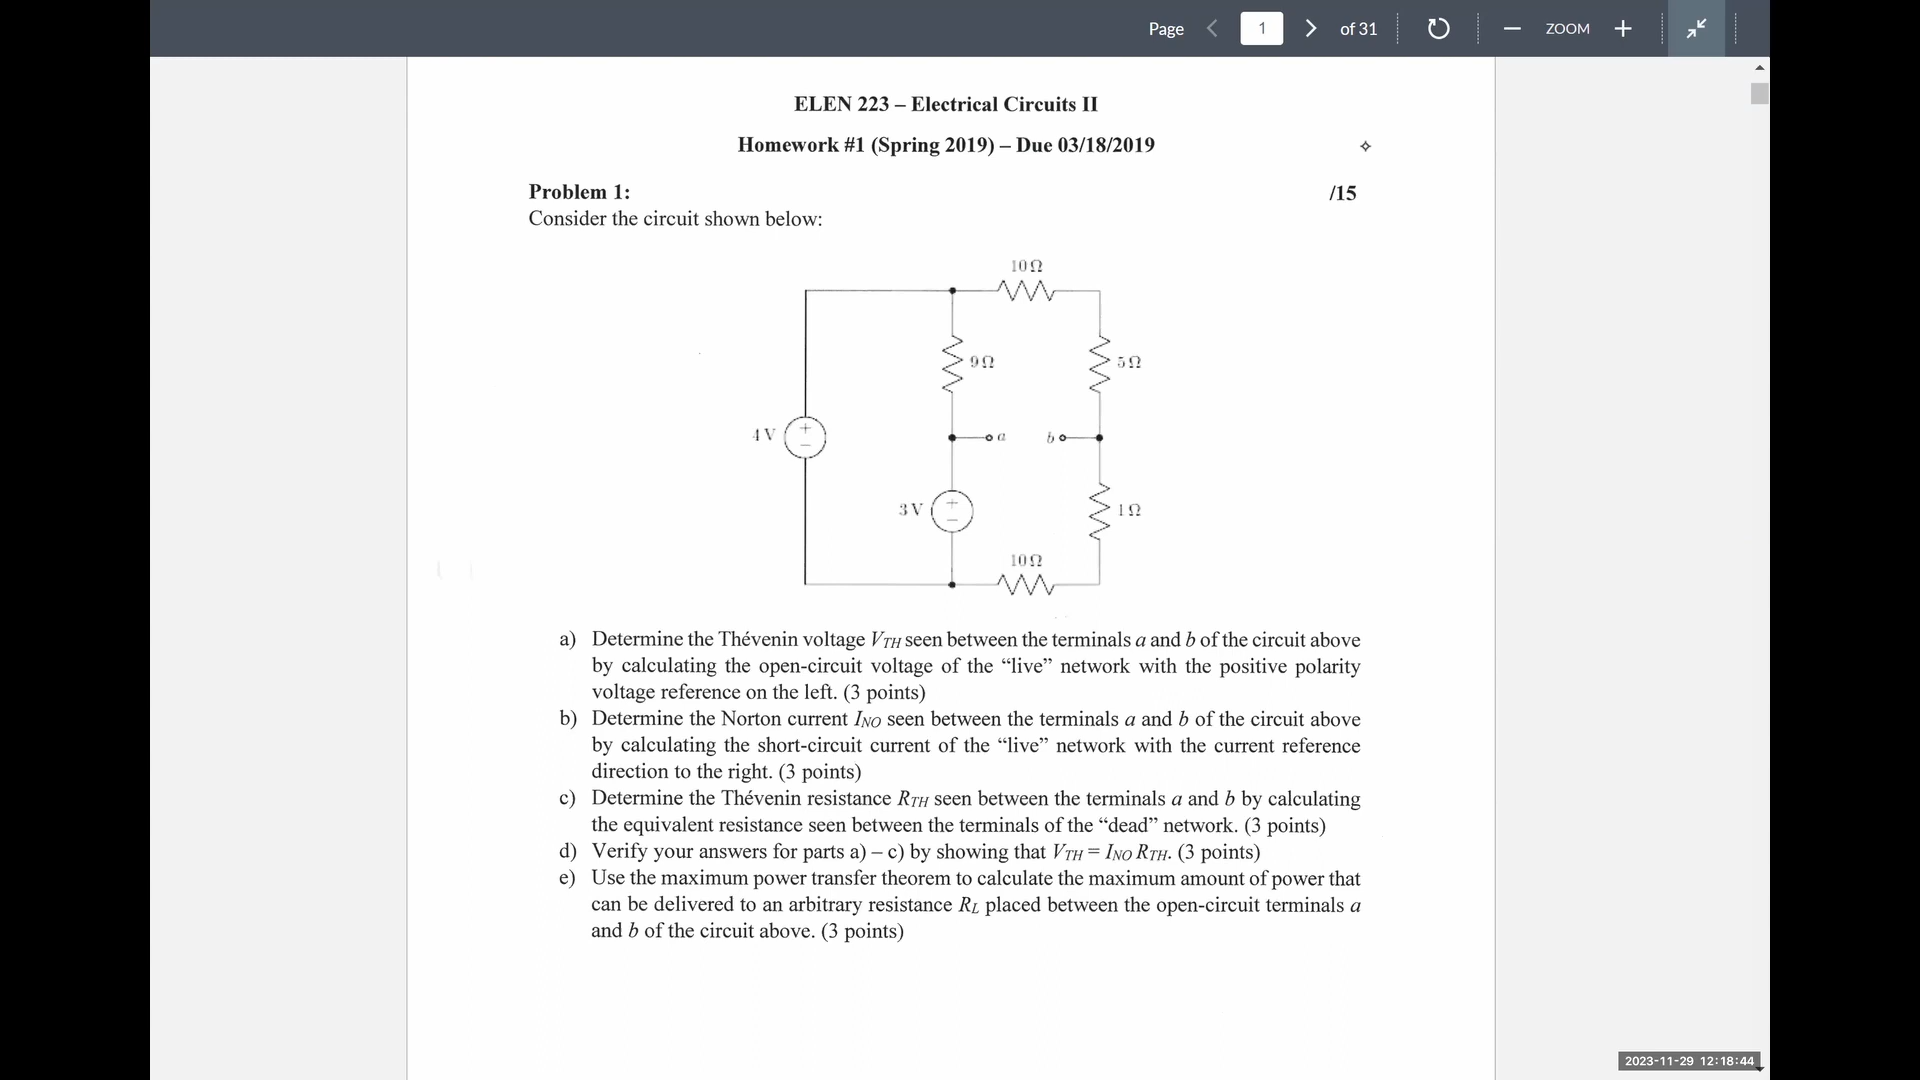 Page 1 of 31 ZOOM
ELEN 223 – Electrical Circuits II
Homework #1 (Spring 2019) – Due 03/18/2019
Problem 1: /15
Consider the circuit shown below:
10Ω
9Ω 5Ω
4V + − a b
3V + − 1Ω
10Ω
a) Determine the Thévenin voltage VTH seen between the terminals a and b of the circuit above
by calculating the open-circuit voltage of the “live” network with the positive polarity
voltage reference on the left. (3 points)
b) Determine the Norton current INO seen between the terminals a and b of the circuit above
by calculating the short-circuit current of the “live” network with the current reference
direction to the right. (3 points)
c) Determine the Thévenin resistance RTH seen between the terminals a and b by calculating
the equivalent resistance seen between the terminals of the “dead” network. (3 points)
d) Verify your answers for parts a) – c) by showing that VTH = INO RTH. (3 points)
e) Use the maximum power transfer theorem to calculate the maximum amount of power that
can be delivered to an arbitrary resistance RL placed between the open-circuit terminals a
and b of the circuit above. (3 points)
2023-11-29 12:18:44